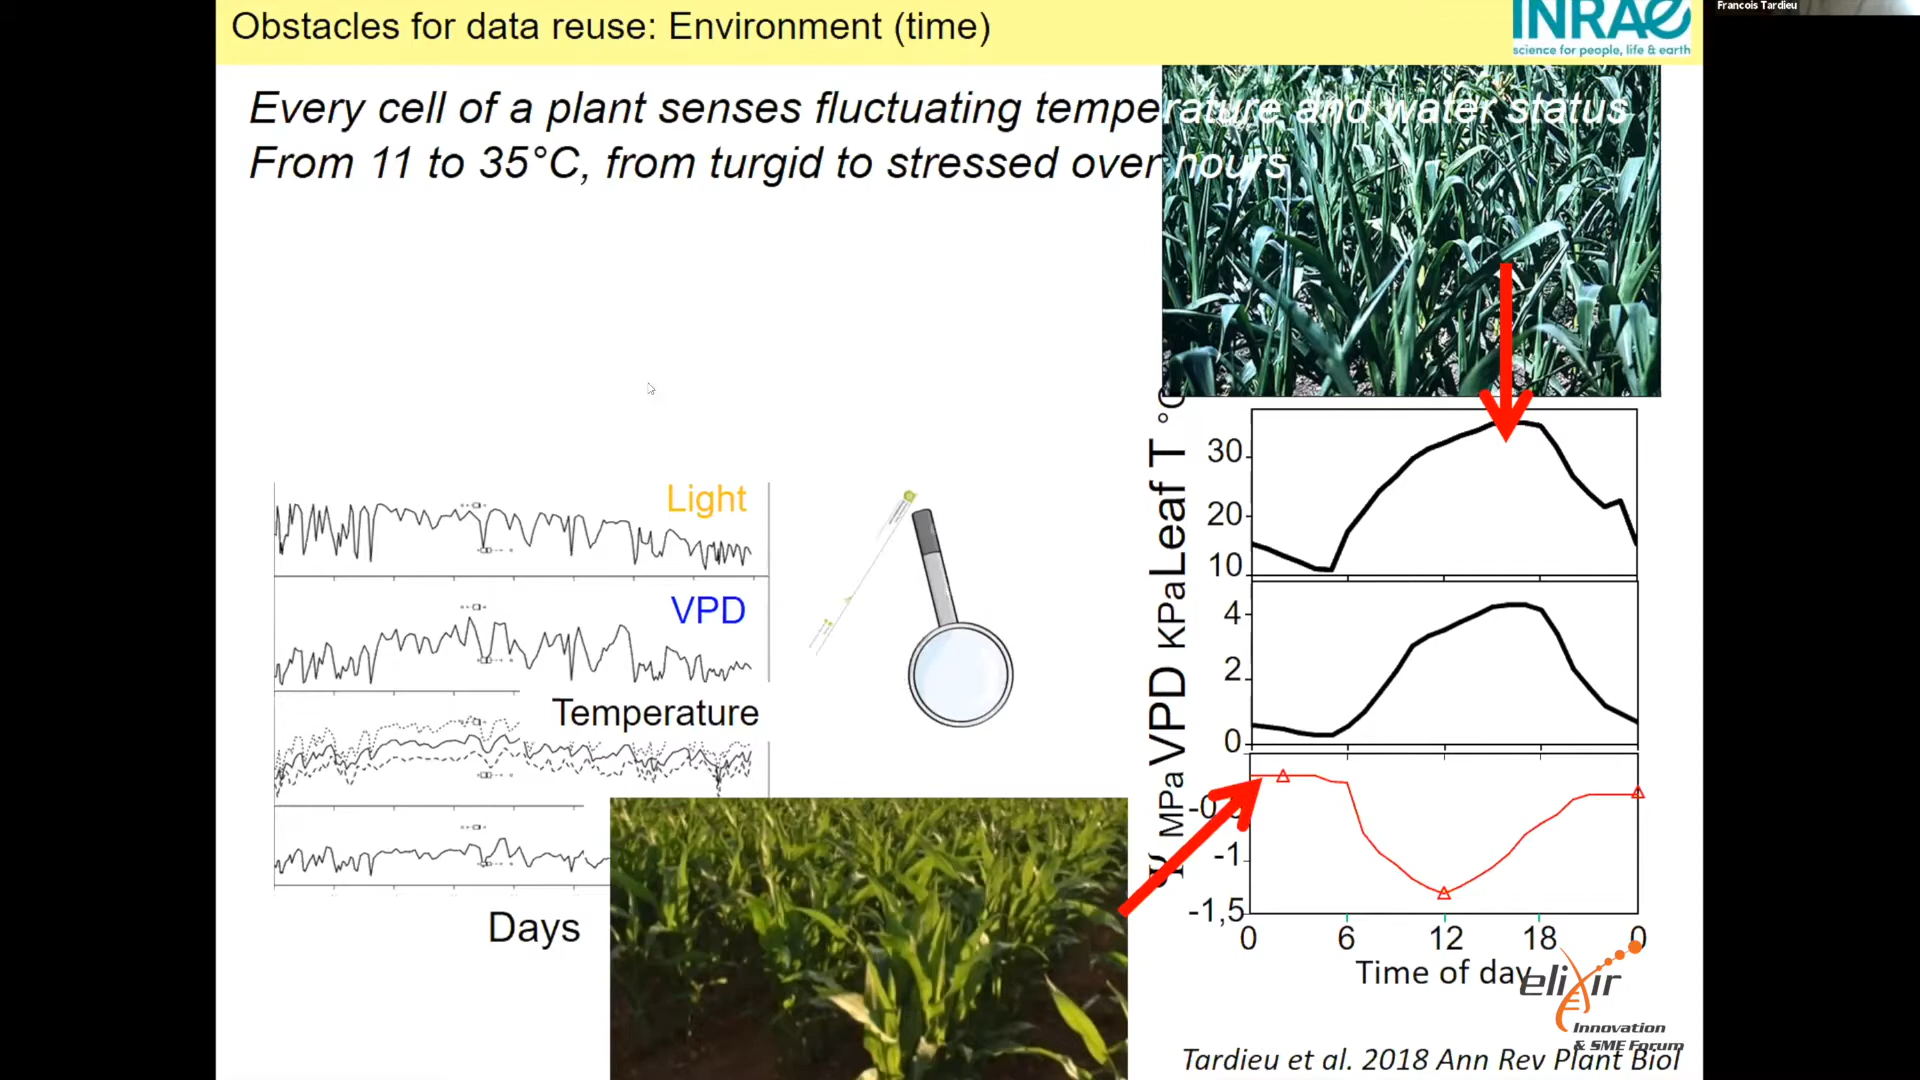 Francois Tardieu
Obstacles for data reuse: Environment (time)
INRAE
science for people, life & earth
Every cell of a plant senses fluctuating temperature and water status
From 11 to 35°C, from turgid to stressed over hours
Light
VPD
Temperature
Days
Leaf T °C
30
20
10
VPD KPa
4
2
0
Ψ MPa
-1
-1,5
0 6 12 18 0
Time of day
elixir
Innovation
& SME Forum
Tardieu et al. 2018 Ann Rev Plant Biol